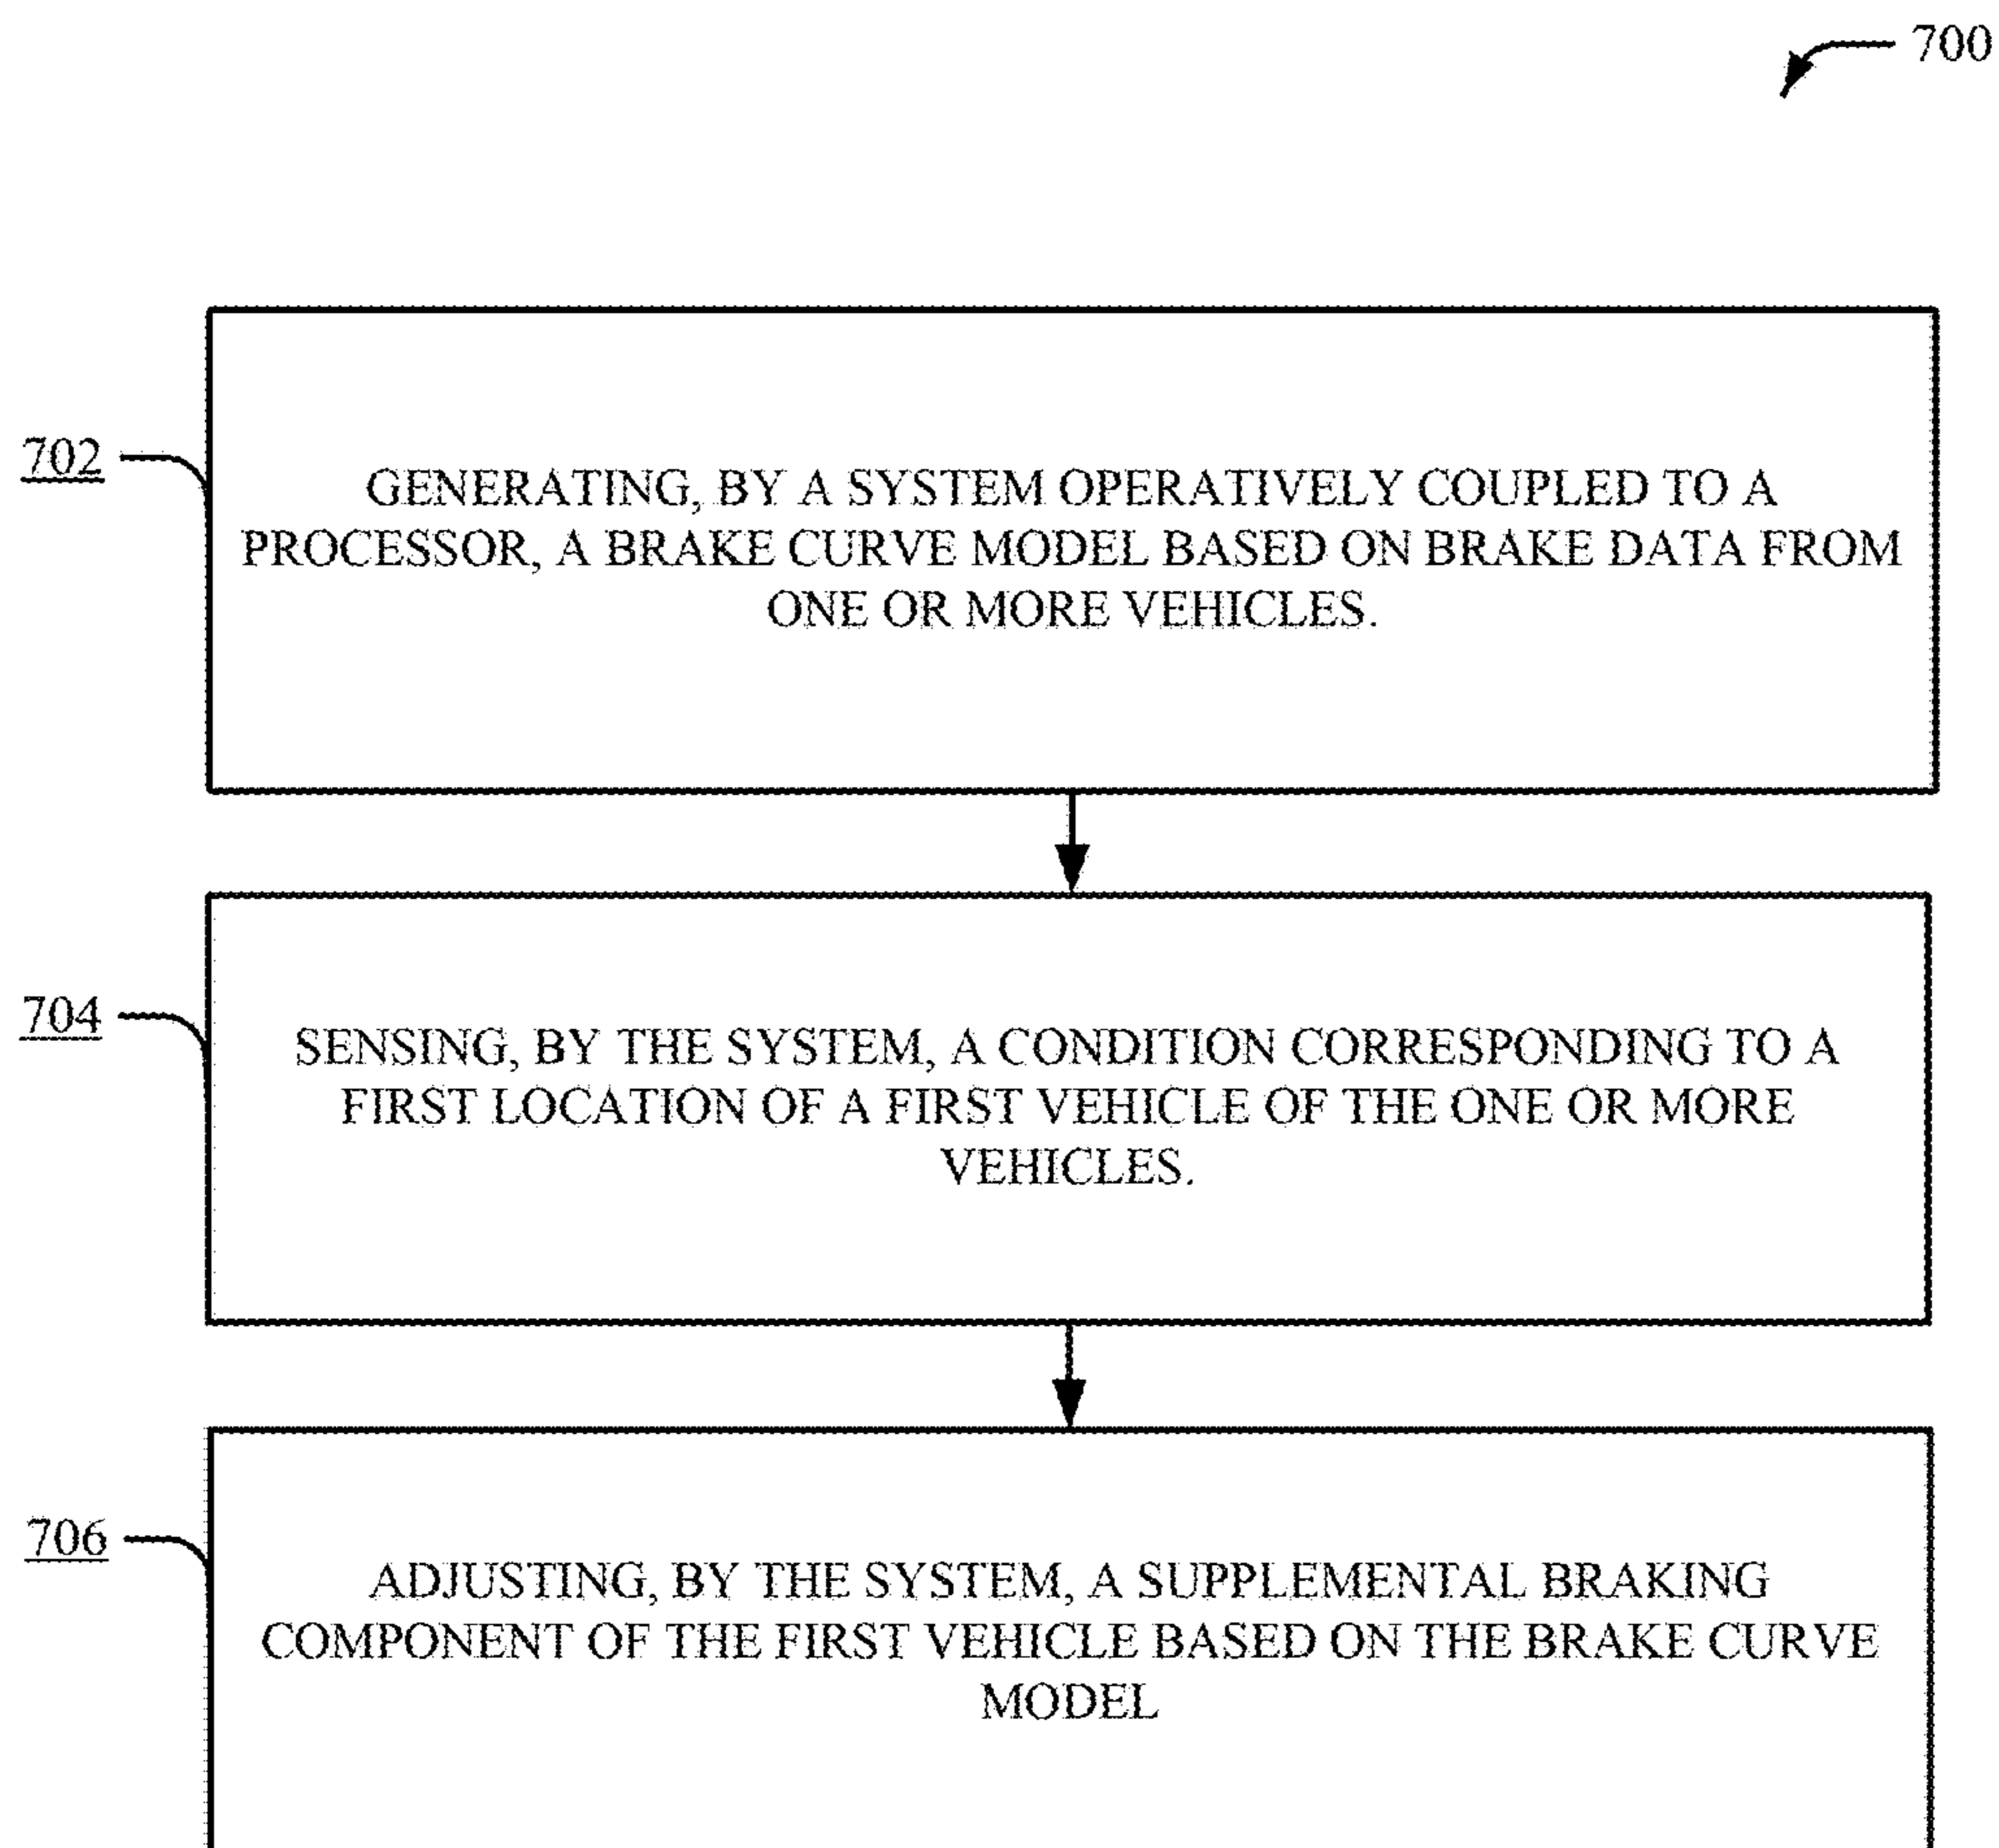 700
702
GENERATING, BY A SYSTEM OPERATIVELY COUPLED TO A
PROCESSOR, A BRAKE CURVE MODEL BASED ON BRAKE DATA FROM
ONE OR MORE VEHICLES.
704
SENSING, BY THE SYSTEM, A CONDITION CORRESPONDING TO A
FIRST LOCATION OF A FIRST VEHICLE OF THE ONE OR MORE
VEHICLES.
706
ADJUSTING, BY THE SYSTEM, A SUPPLEMENTAL BRAKING
COMPONENT OF THE FIRST VEHICLE BASED ON THE BRAKE CURVE
MODEL